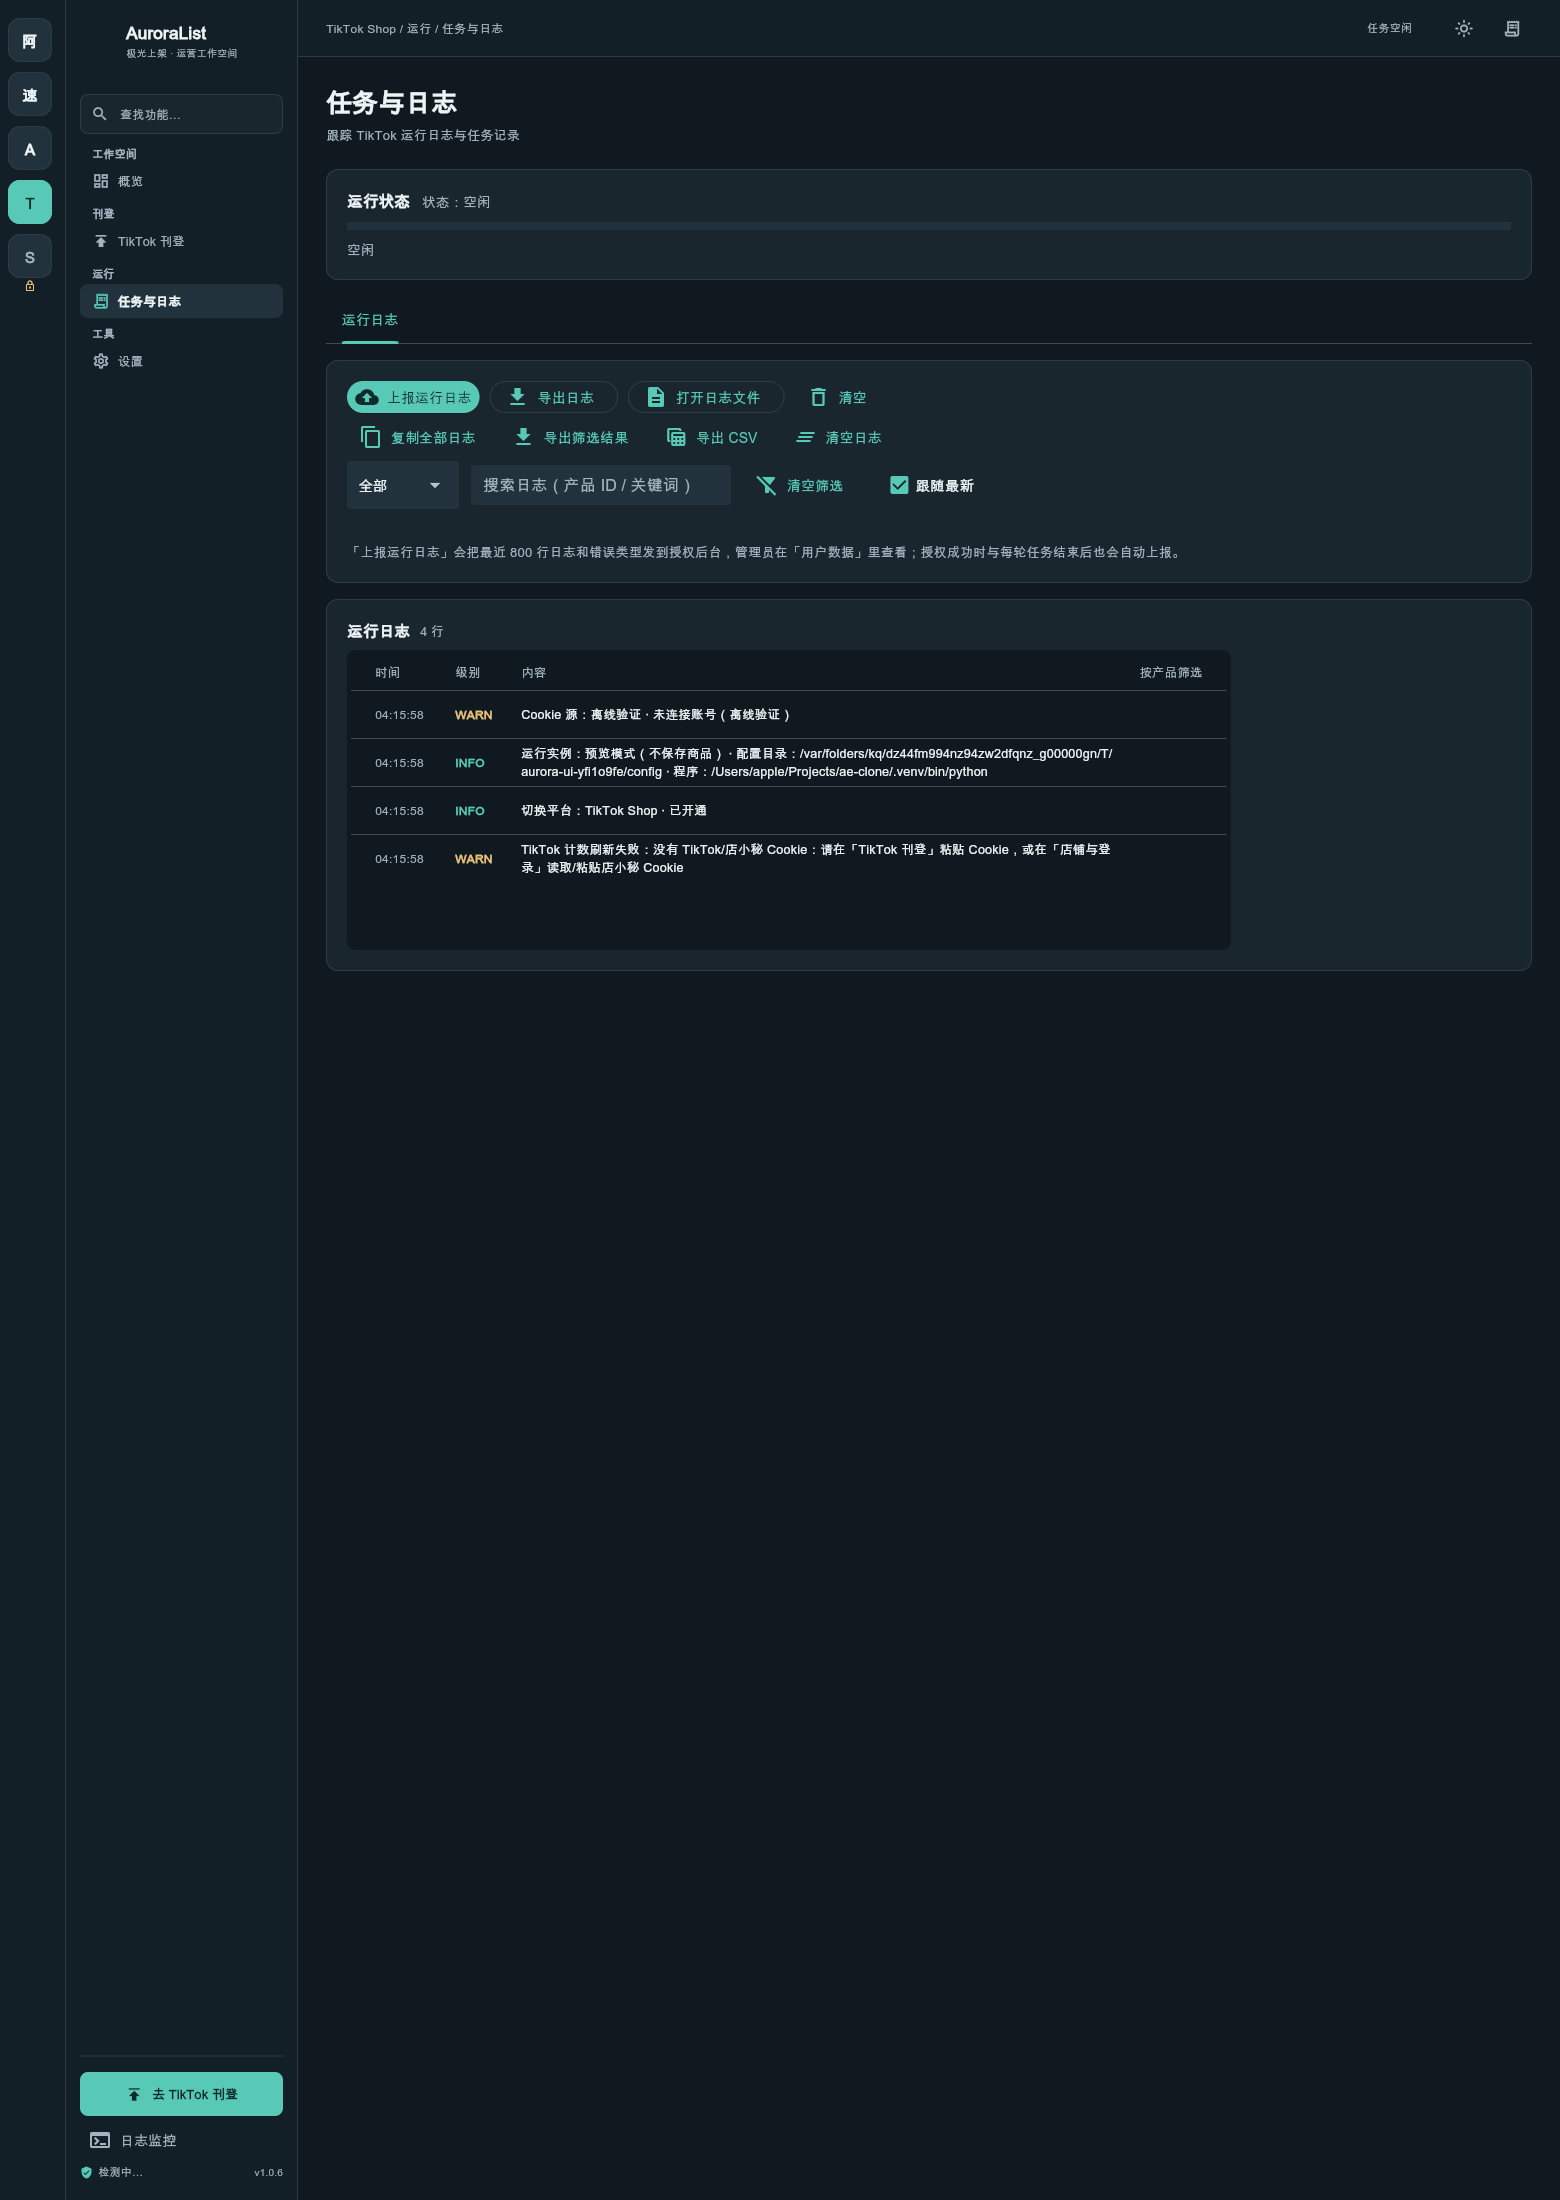 阿
速
A
T
S
AuroraList
极光上架 · 运营工作空间
查找功能...
工作空间
概览
刊登
TikTok 刊登
运行
任务与日志
工具
设置
去 TikTok 刊登
日志监控
检测中...
v1.0.6
TikTok Shop / 运行 / 任务与日志
任务空闲
任务与日志
跟踪 TikTok 运行日志与任务记录
运行状态 状态：空闲
空闲
运行日志
上报运行日志 导出日志 打开日志文件 清空
复制全部日志 导出筛选结果 导出 CSV 清空日志
全部 搜索日志（产品 ID / 关键词） 清空筛选 跟随最新
「上报运行日志」会把最近 800 行日志和错误类型发到授权后台，管理员在「用户数据」里查看；授权成功时与每轮任务结束后也会自动上报。
运行日志 4 行
时间 级别 内容 按产品筛选
04:15:58 WARN Cookie 源：离线验证 · 未连接账号（离线验证）
04:15:58 INFO 运行实例：预览模式（不保存商品） · 配置目录：/var/folders/kq/dz44fm994nz94zw2dfqnz_g00000gn/T/
aurora-ui-yfl1o9fe/config · 程序：/Users/apple/Projects/ae-clone/.venv/bin/python
04:15:58 INFO 切换平台：TikTok Shop · 已开通
04:15:58 WARN TikTok 计数刷新失败：没有 TikTok/店小秘 Cookie：请在「TikTok 刊登」粘贴 Cookie，或在「店铺与登
录」读取/粘贴店小秘 Cookie